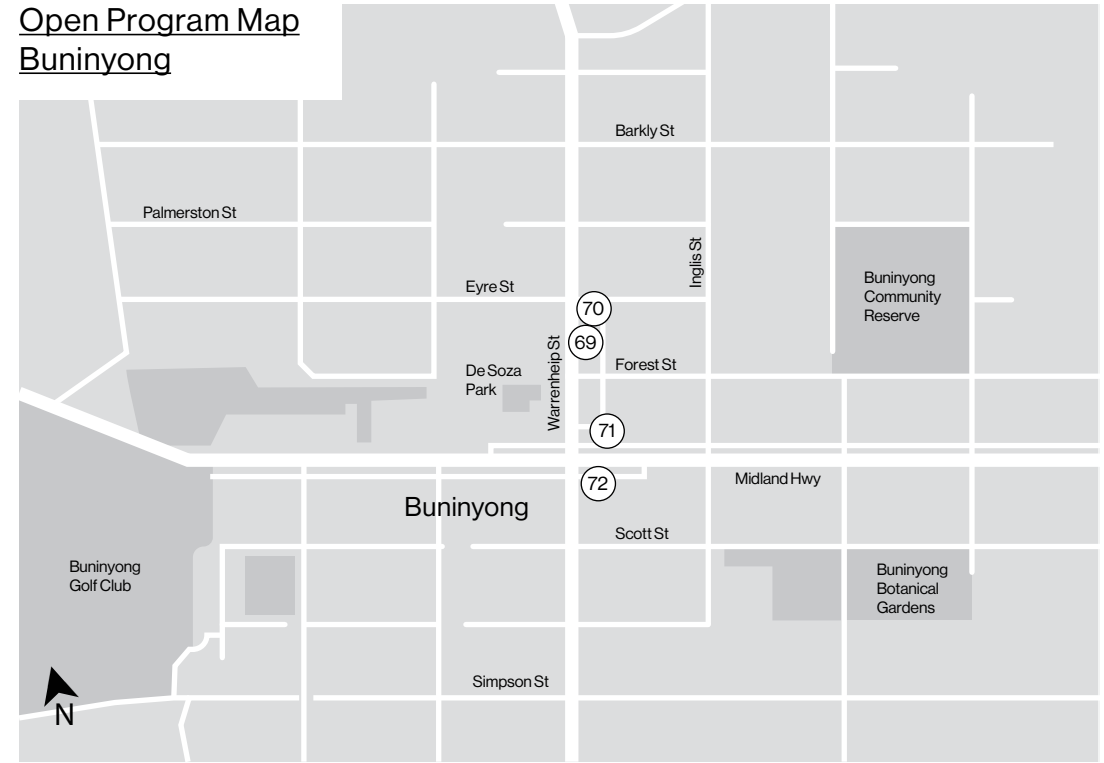 Open Program Map
Buninyong
Barkly St
Palmerston St
Inglis St
Buninyong
Community
Reserve
Eyre St
70
69
Warrenheip St
De Soza
Park
Forest St
71
72
Midland Hwy
Buninyong
Scott St
Buninyong
Golf Club
Buninyong
Botanical
Gardens
Simpson St
N